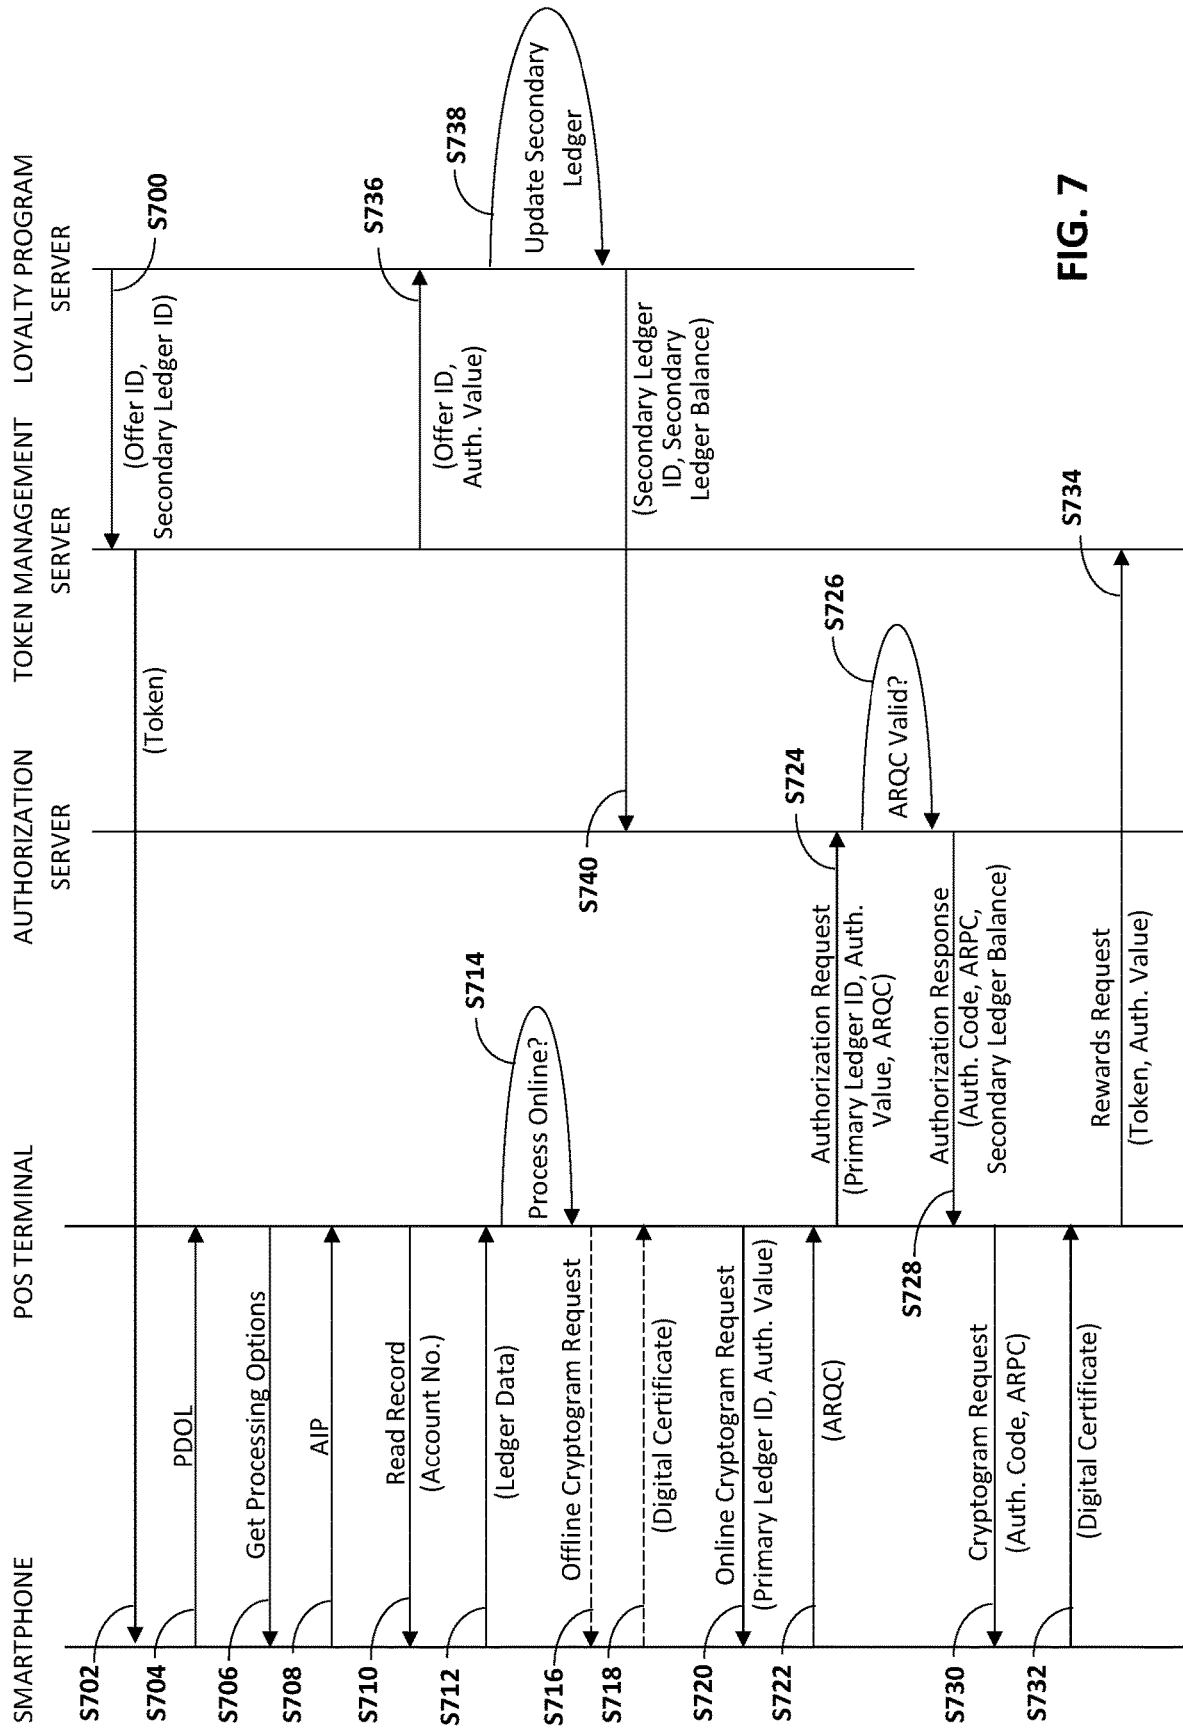 SMARTPHONE
POS TERMINAL
AUTHORIZATION
SERVER
TOKEN MANAGEMENT
SERVER
LOYALTY PROGRAM
SERVER
S700
(Offer ID,
Secondary Ledger ID)
S702
(Token)
S704
PDOL
S706
Get Processing Options
S708
AIP
S710
Read Record
(Account No.)
S712
(Ledger Data)
S714
Process Online?
S716
Offline Cryptogram Request
S718
(Digital Certificate)
S720
Online Cryptogram Request
(Primary Ledger ID, Auth. Value)
S722
(ARQC)
S724
Authorization Request
(Primary Ledger ID, Auth.
Value, ARQC)
S726
ARQC Valid?
S728
Authorization Response
(Auth. Code, ARPC,
Secondary Ledger Balance)
S730
Cryptogram Request
(Auth. Code, ARPC)
S732
(Digital Certificate)
S734
Rewards Request
(Token, Auth. Value)
S736
(Offer ID,
Auth. Value)
S738
Update Secondary
Ledger
S740
(Secondary Ledger
ID, Secondary
Ledger Balance)
FIG. 7